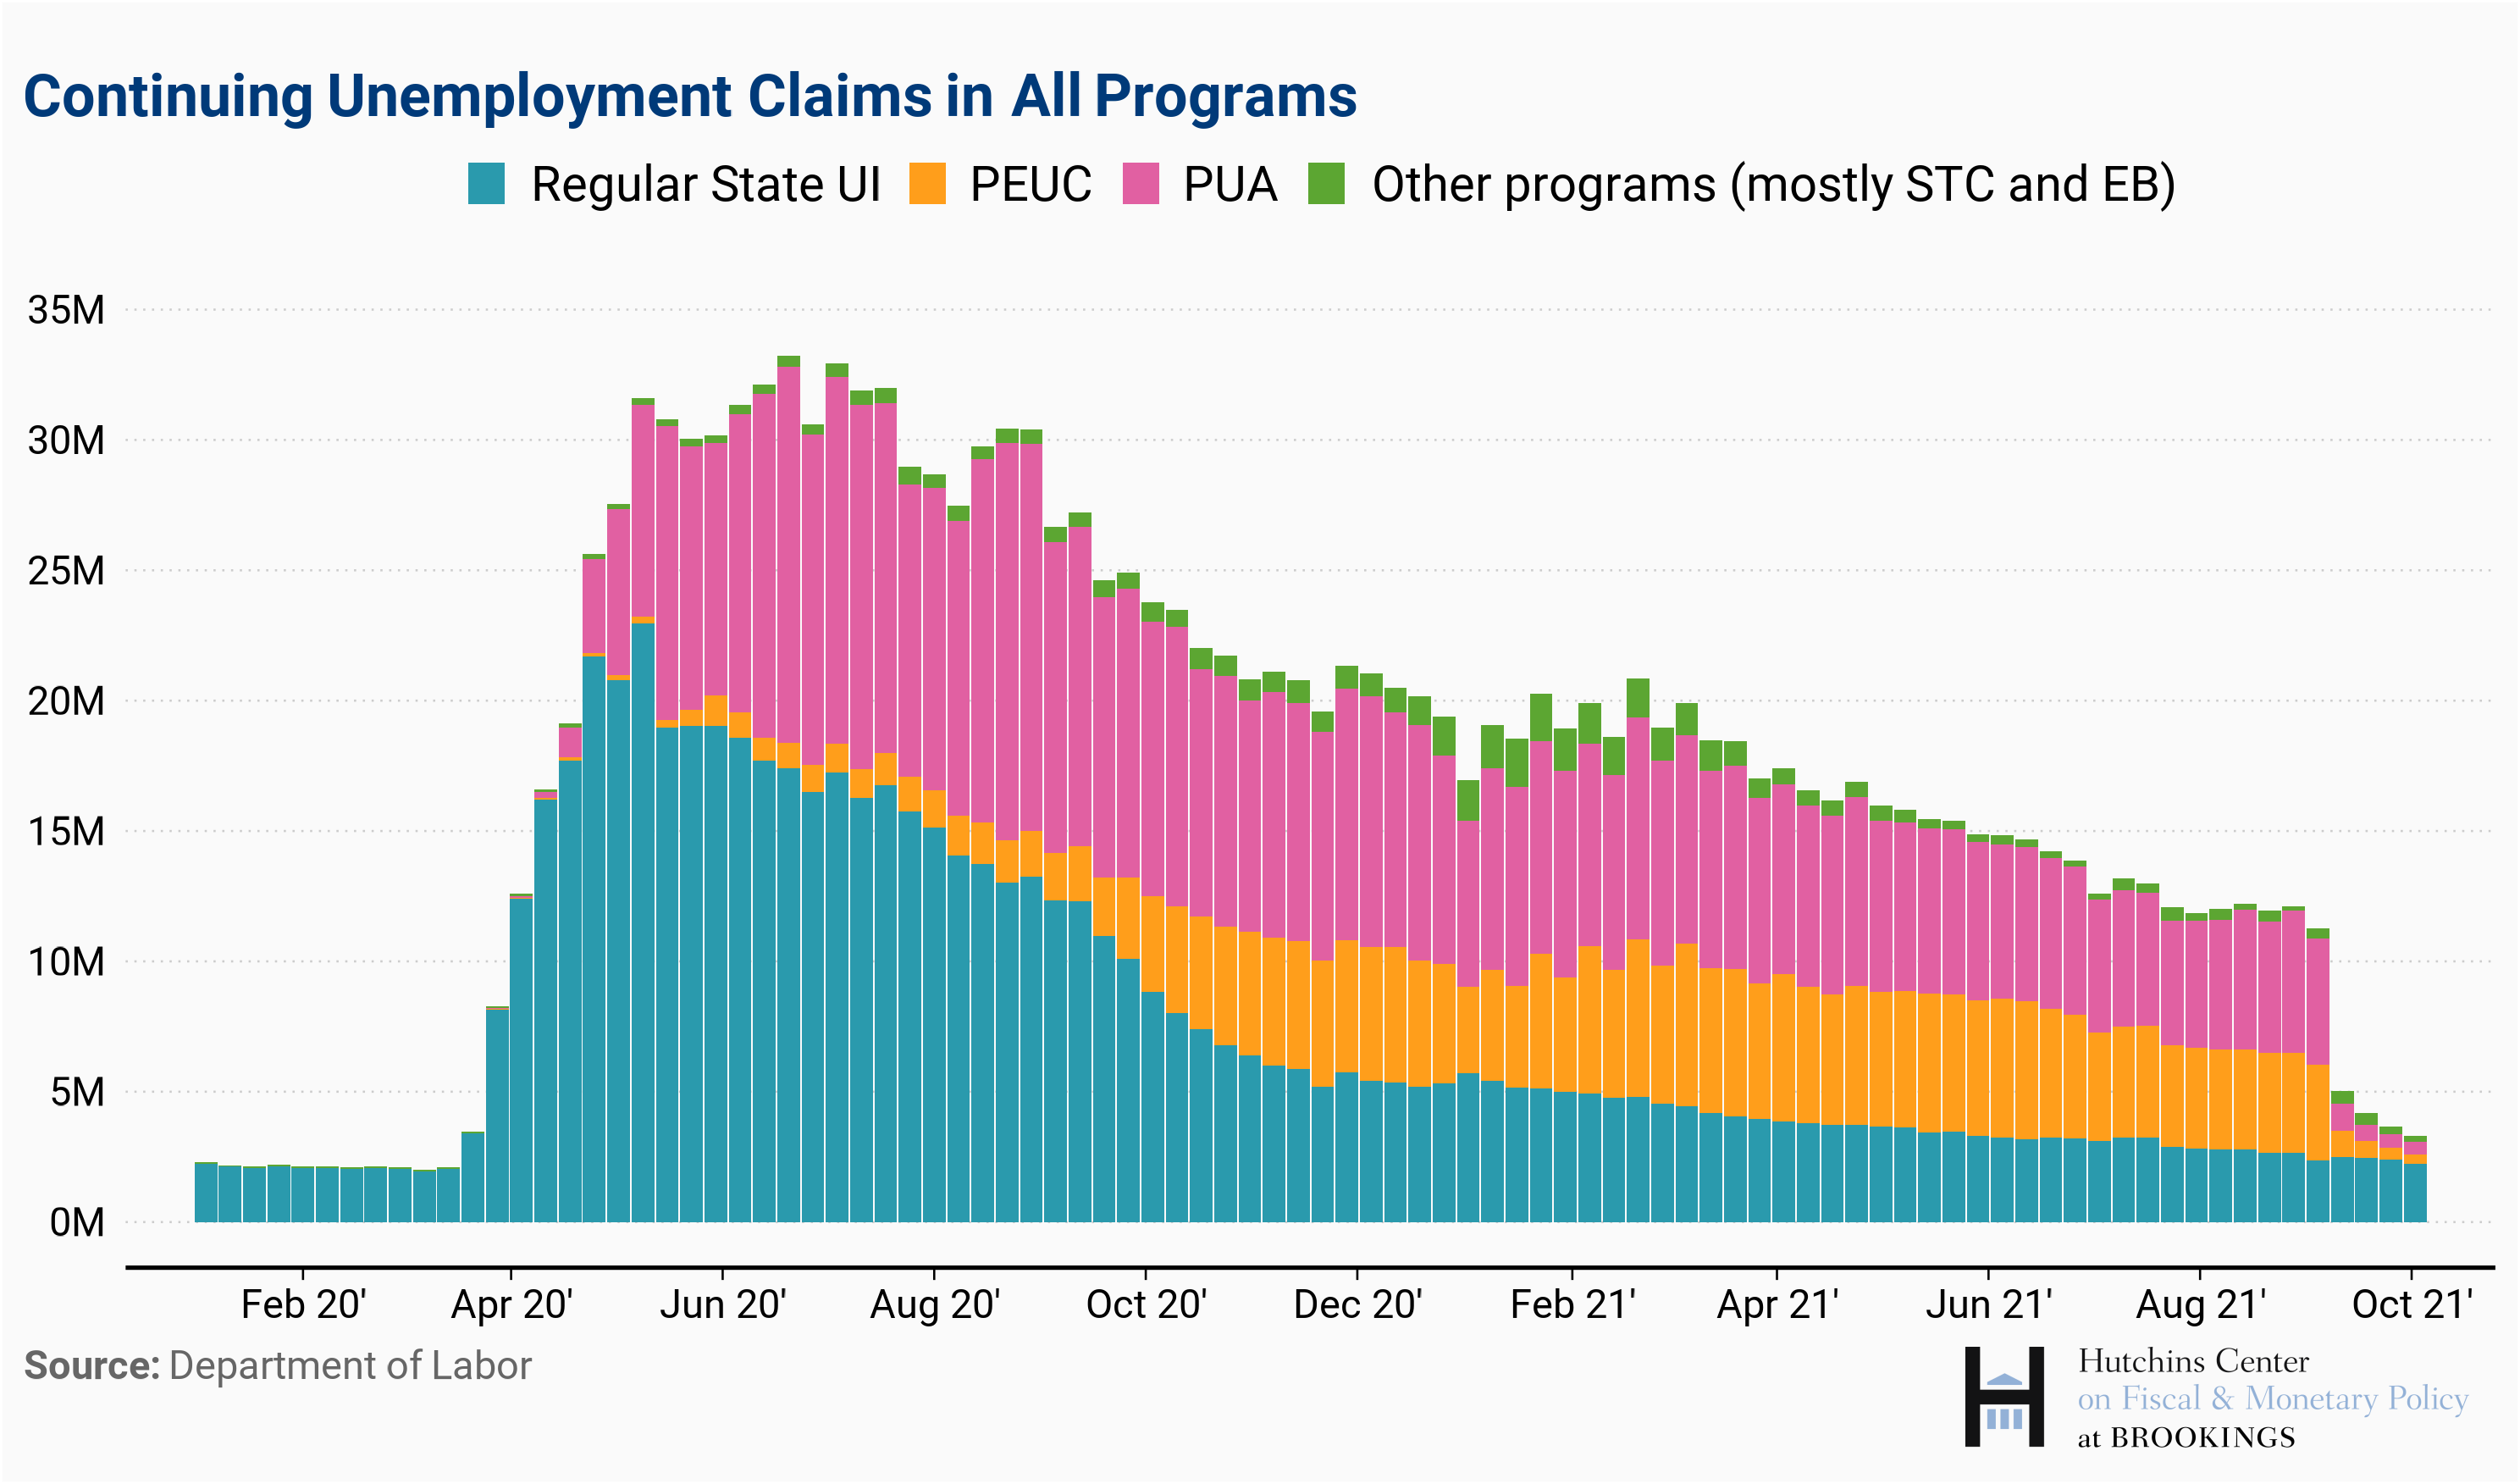 Continuing Unemployment Claims in All Programs
Regular State UI PEUC PUA Other programs (mostly STC and EB)
35M
30M
25M
20M
15M
10M
5M
0M
Feb 20' Apr 20' Jun 20' Aug 20' Oct 20' Dec 20' Feb 21' Apr 21' Jun 21' Aug 21' Oct 21'
Source: Department of Labor
Hutchins Center
on Fiscal & Monetary Policy
at BROOKINGS